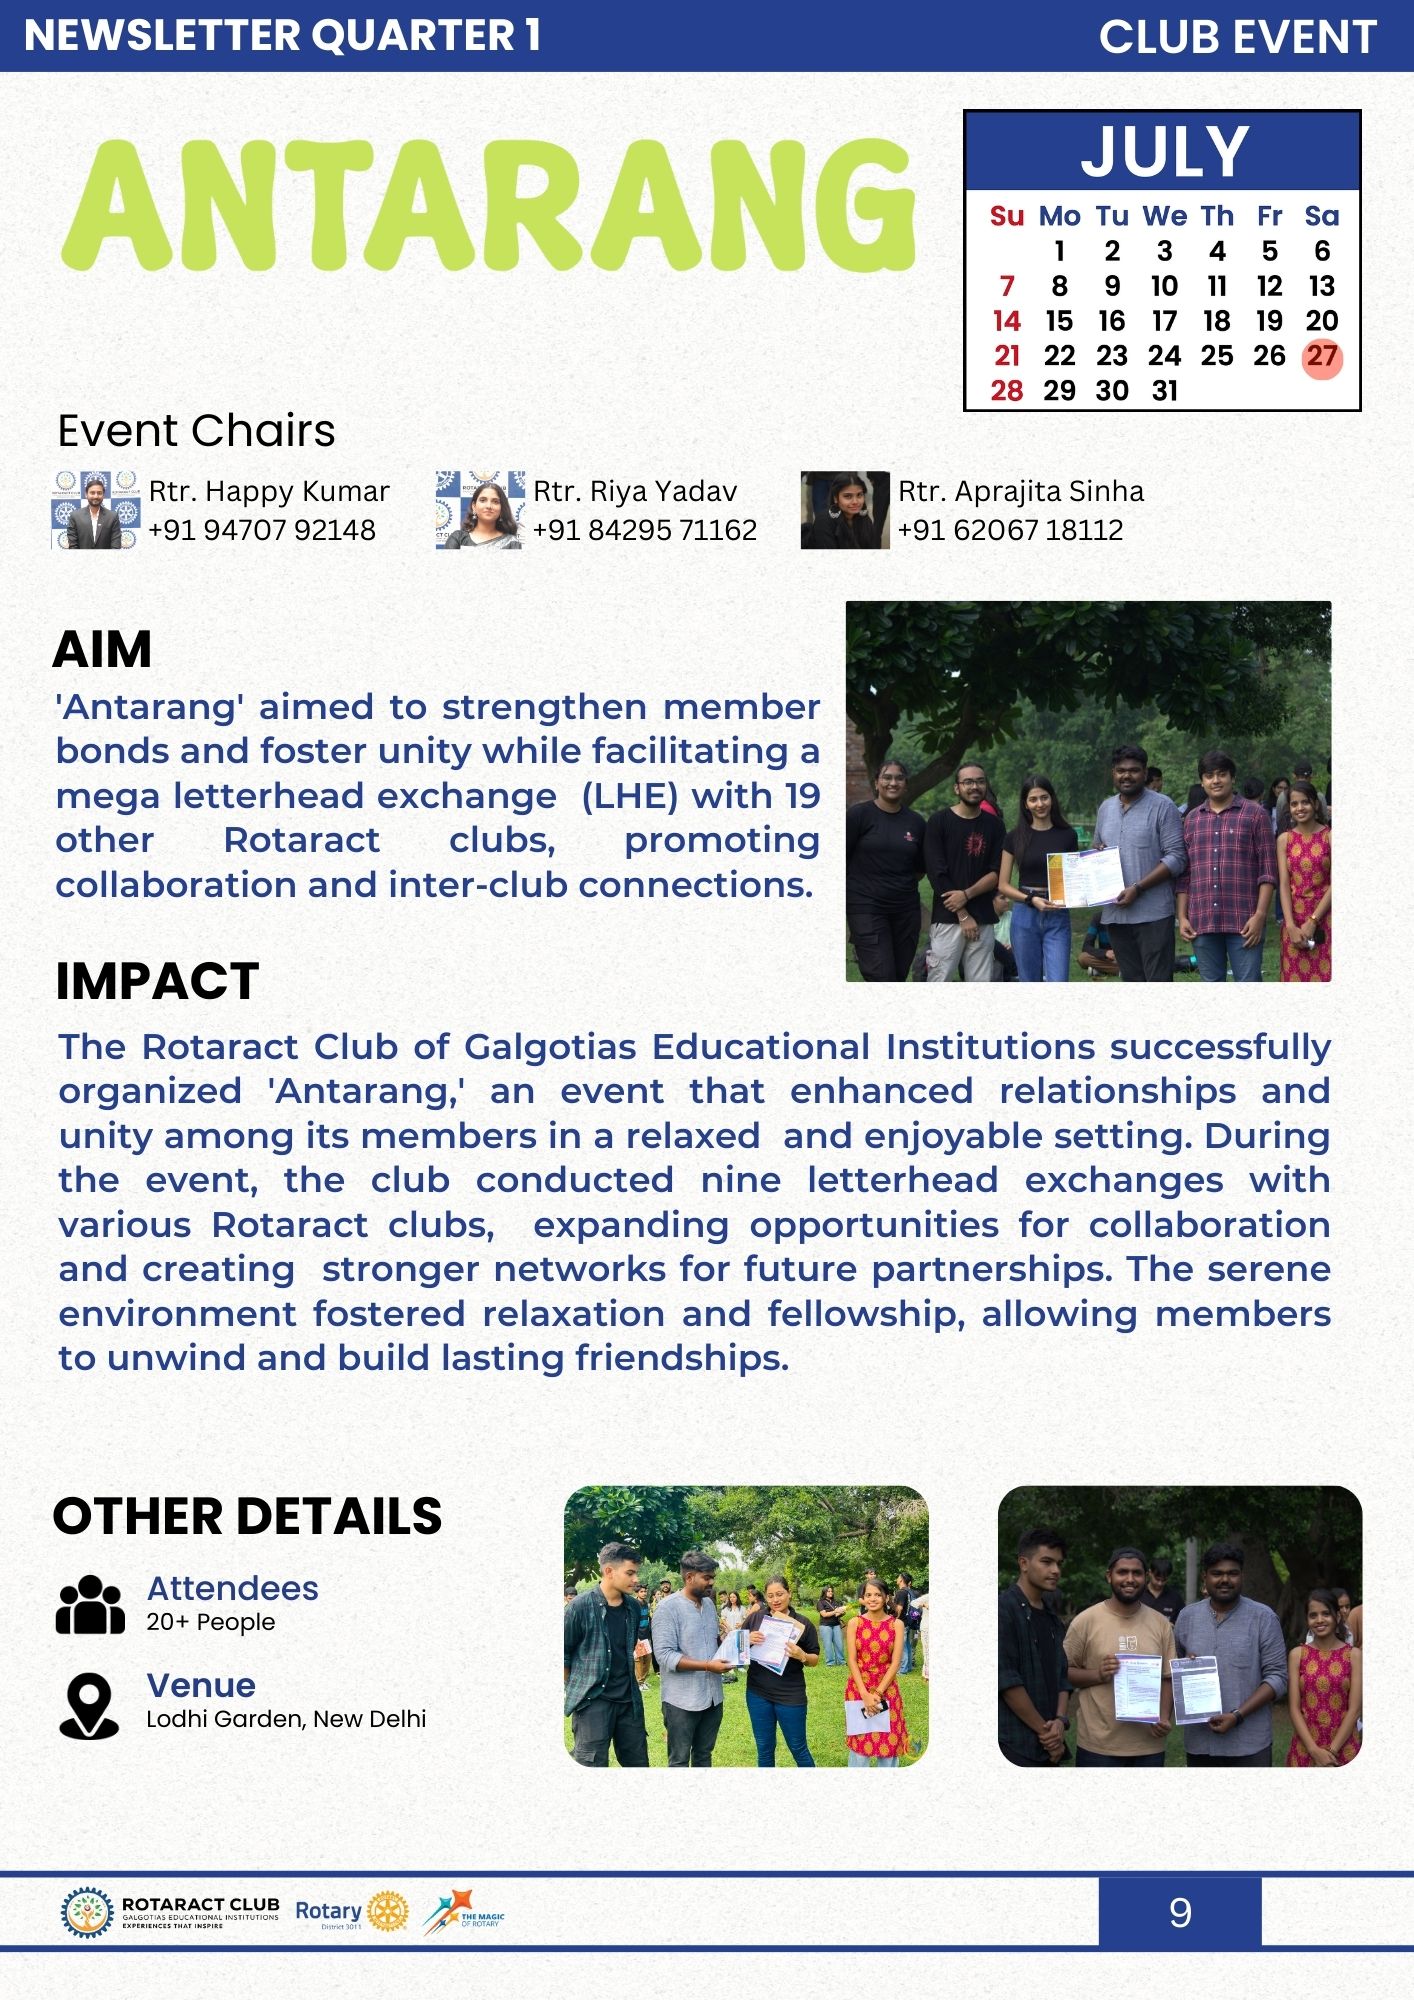 NEWSLETTER QUARTER 1
CLUB EVENT
ANTARANG
JULY
Su Mo Tu We Th Fr Sa
1 2 3 4 5 6
7 8 9 10 11 12 13
14 15 16 17 18 19 20
21 22 23 24 25 26 27
28 29 30 31
Event Chairs
Rtr. Happy Kumar
+91 94707 92148
Rtr. Riya Yadav
+91 84295 71162
Rtr. Aprajita Sinha
+91 62067 18112
AIM
'Antarang' aimed to strengthen member
bonds and foster unity while facilitating a
mega letterhead exchange (LHE) with 19
other Rotaract clubs, promoting
collaboration and inter-club connections.
IMPACT
The Rotaract Club of Galgotias Educational Institutions successfully
organized 'Antarang,' an event that enhanced relationships and
unity among its members in a relaxed and enjoyable setting. During
the event, the club conducted nine letterhead exchanges with
various Rotaract clubs, expanding opportunities for collaboration
and creating stronger networks for future partnerships. The serene
environment fostered relaxation and fellowship, allowing members
to unwind and build lasting friendships.
OTHER DETAILS
Attendees
20+ People
Venue
Lodhi Garden, New Delhi
ROTARACT CLUB
GALGOTIAS EDUCATIONAL INSTITUTIONS
EXPERIENCES THAT INSPIRE
Rotary
District 3011
THE MAGIC
OF ROTARY
9